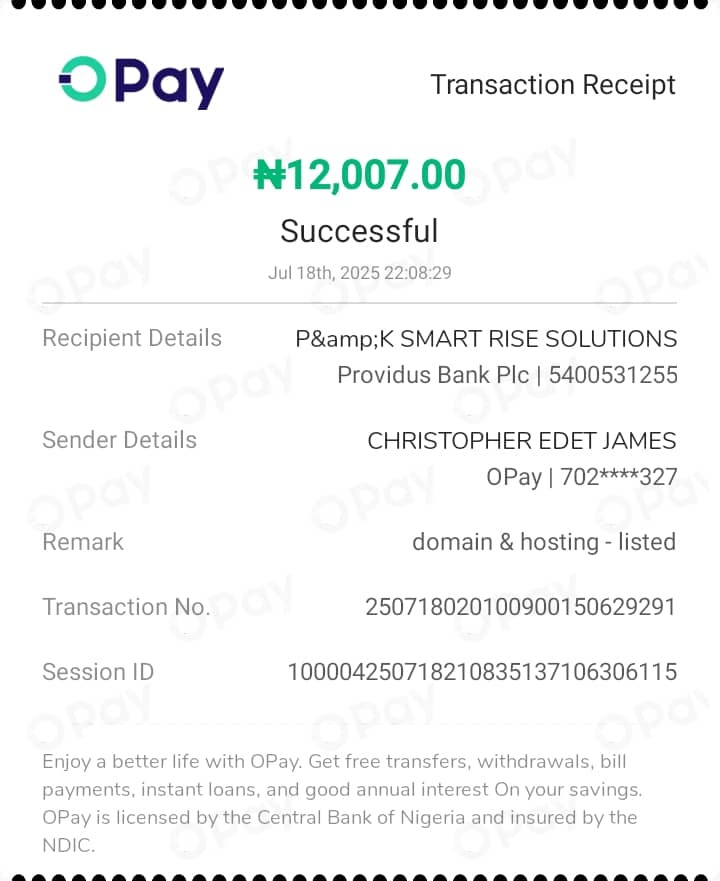 OPay
Transaction Receipt
₦12,007.00
Successful
Jul 18th, 2025 22:08:29
Recipient Details
P&amp;K SMART RISE SOLUTIONS
Providus Bank Plc | 5400531255
Sender Details
CHRISTOPHER EDET JAMES
OPay | 702****327
Remark
domain & hosting - listed
Transaction No.
250718020100900150629291
Session ID
100004250718210835137106306115
Enjoy a better life with OPay. Get free transfers, withdrawals, bill
payments, instant loans, and good annual interest On your savings.
OPay is licensed by the Central Bank of Nigeria and insured by the
NDIC.